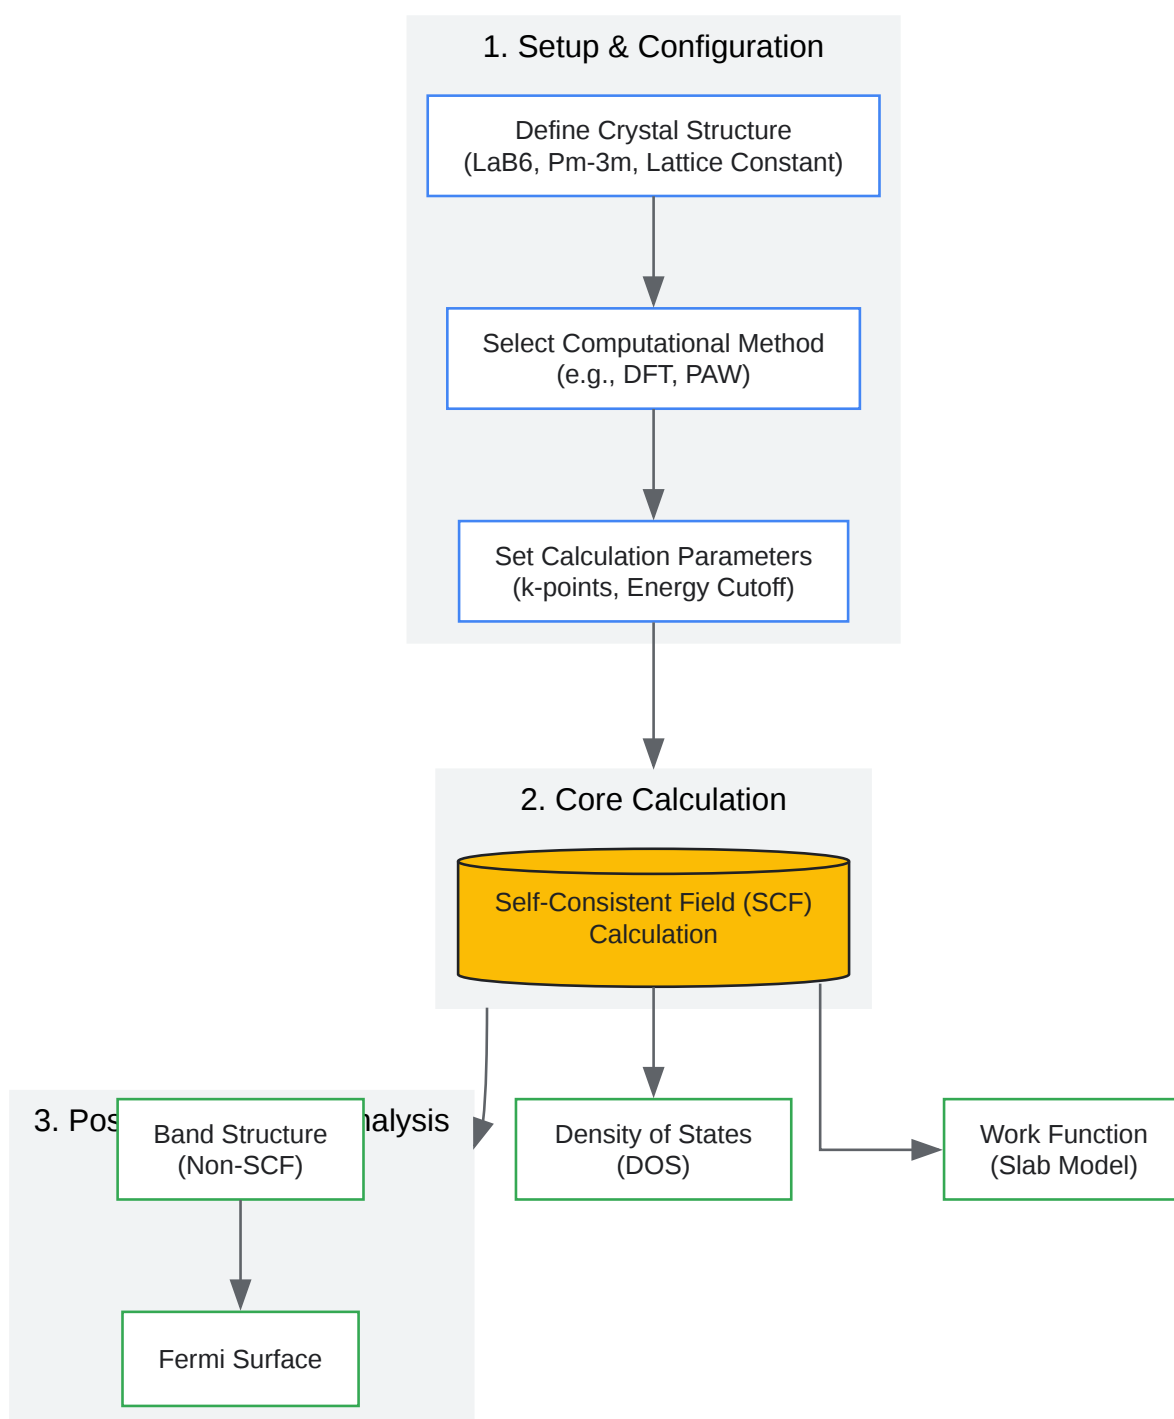 1. Setup & Configuration
Define Crystal Structure
(LaB6, Pm-3m, Lattice Constant)
Select Computational Method
(e.g., DFT, PAW)
Set Calculation Parameters
(k-points, Energy Cutoff)
2. Core Calculation
Self-Consistent Field (SCF)
Calculation
3.
Band Structure
(Non-SCF)
Density of States
(DOS)
Work Function
(Slab Model)
Fermi Surface